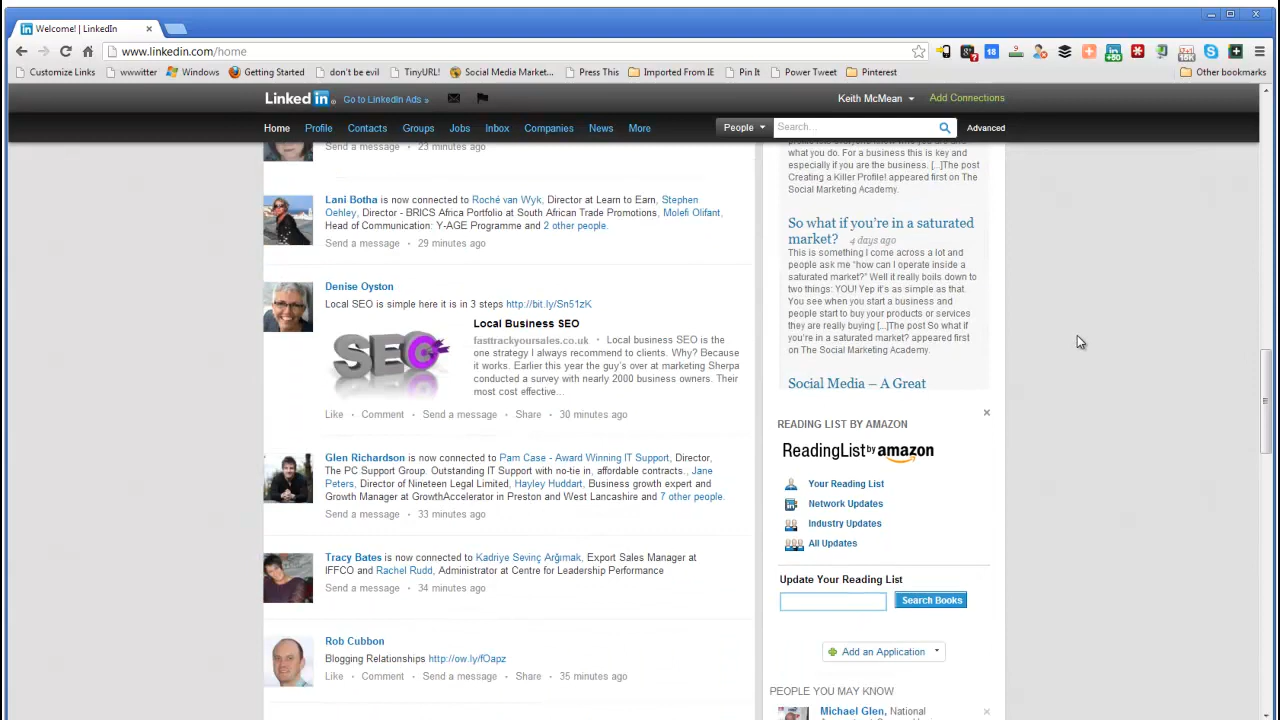 Welcome! | LinkedIn
www.linkedin.com/home
Customize Links
wwwitter
Windows
Getting Started
don't be evil
TinyURL!
Social Media Market...
Press This
Imported From IE
Pin It
Power Tweet
Pinterest
Other bookmarks
Linked in
Go to LinkedIn Ads »
Keith McMean
Add Connections
Home Profile Contacts Groups Jobs Inbox Companies News More
People
Search...
Advanced
Send a message · 23 minutes ago
Lani Botha is now connected to Roché van Wyk, Director at Learn to Earn, Stephen
Oehley, Director - BRICS Africa Portfolio at South African Trade Promotions, Molefi Olifant,
Head of Communication: Y-AGE Programme and 2 other people.
Send a message · 29 minutes ago
Denise Oyston
Local SEO is simple here it is in 3 steps http://bit.ly/Sn51zK
SEO
Local Business SEO
fasttrackyoursales.co.uk · Local business SEO is the
one strategy I always recommend to clients. Why? Because
it works. Earlier this year the guy's over at marketing Sherpa
conducted a survey with nearly 2000 business owners. Their
most cost effective...
Like · Comment · Send a message · Share · 30 minutes ago
Glen Richardson is now connected to Pam Case - Award Winning IT Support, Director,
The PC Support Group. Outstanding IT Support with no-tie in, affordable contracts., Jane
Peters, Director of Nineteen Legal Limited, Hayley Huddart, Business growth expert and
Growth Manager at GrowthAccelerator in Preston and West Lancashire and 7 other people.
Send a message · 33 minutes ago
Tracy Bates is now connected to Kadriye Sevinç Arğımak, Export Sales Manager at
IFFCO and Rachel Rudd, Administrator at Centre for Leadership Performance
Send a message · 34 minutes ago
Rob Cubbon
Blogging Relationships http://ow.ly/fOapz
Like · Comment · Send a message · Share · 35 minutes ago
what you do. For a business this is key and
especially if you are the business. [...]The post
Creating a Killer Profile! appeared first on
The Social Marketing Academy.
So what if you're in a saturated
market? 4 days ago
This is something I come across a lot and
people ask me "how can I operate inside a
saturated market?" Well it really boils down to
two things: YOU! Yep it's as simple as that.
You see when you start a business and
people start to buy your products or services
they are really buying [...]The post So what if
you're in a saturated market? appeared first
on The Social Marketing Academy.
Social Media – A Great
READING LIST BY AMAZON
ReadingList by amazon
Your Reading List
Network Updates
Industry Updates
All Updates
Update Your Reading List
Search Books
Add an Application
PEOPLE YOU MAY KNOW
Michael Glen, National